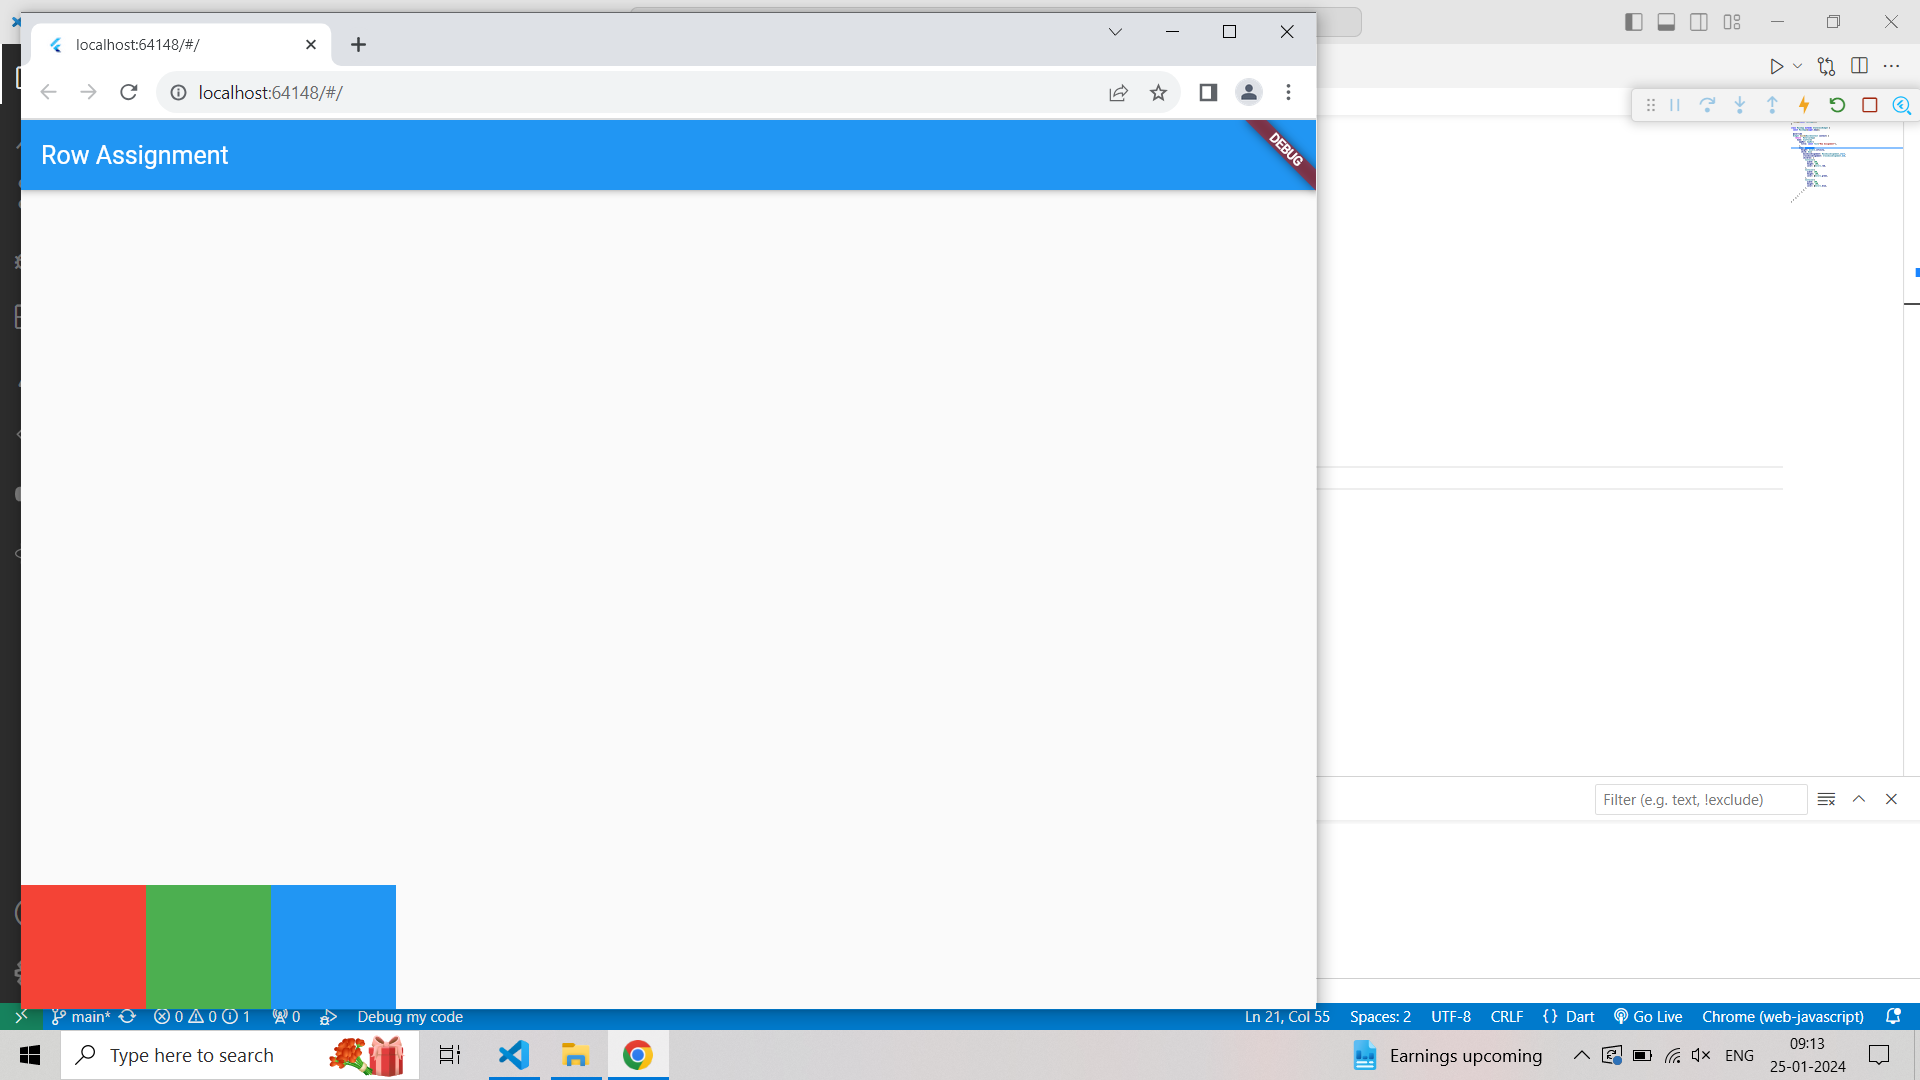 localhost:64148/#/
localhost:64148/#/
Row Assignment
DEBUG
Filter (e.g. text, !exclude)
main*
0 0 1
0
Debug my code
Ln 21, Col 55
Spaces: 2
UTF-8
CRLF
{} Dart
Go Live
Chrome (web-javascript)
Type here to search
Earnings upcoming
ENG
09:13
25-01-2024